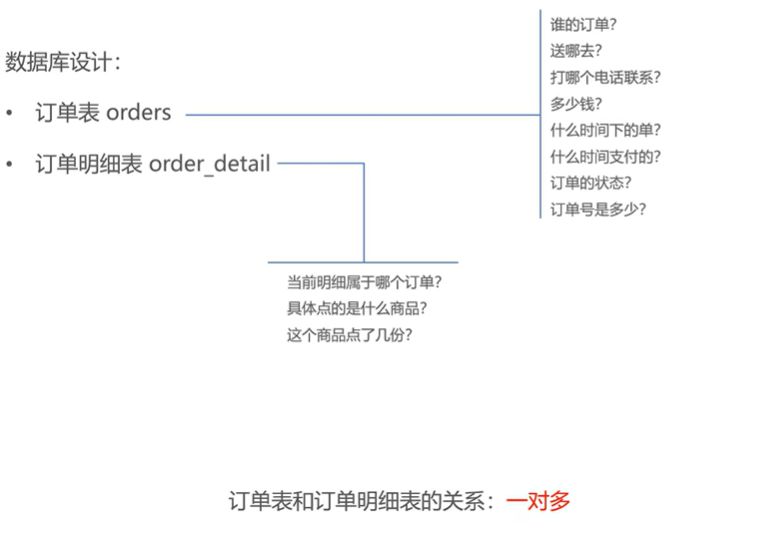 数据库设计：
• 订单表 orders
• 订单明细表 order_detail
谁的订单?
送哪去?
打哪个电话联系?
多少钱?
什么时间下的单?
什么时间支付的?
订单的状态?
订单号是多少?
当前明细属于哪个订单?
具体点的是什么商品?
这个商品点了几份?
订单表和订单明细表的关系：一对多